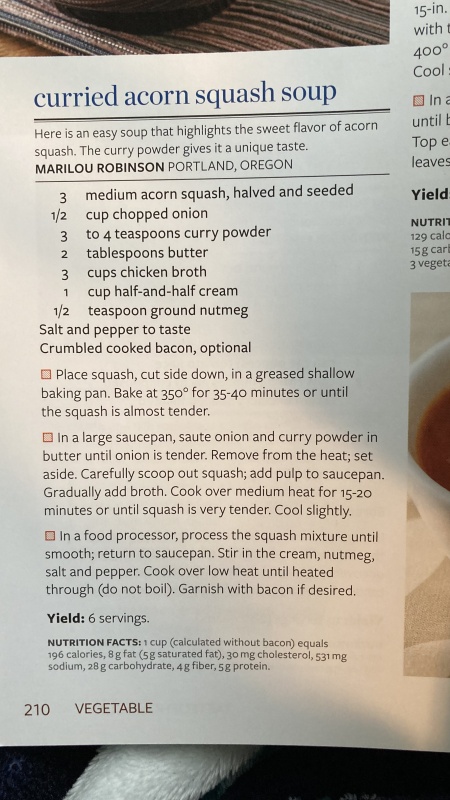 curried acorn squash soup
Here is an easy soup that highlights the sweet flavor of acorn
squash. The curry powder gives it a unique taste.
MARILOU ROBINSON PORTLAND, OREGON
3 medium acorn squash, halved and seeded
1/2 cup chopped onion
3 to 4 teaspoons curry powder
2 tablespoons butter
3 cups chicken broth
1 cup half-and-half cream
1/2 teaspoon ground nutmeg
Salt and pepper to taste
Crumbled cooked bacon, optional
Place squash, cut side down, in a greased shallow
baking pan. Bake at 350° for 35-40 minutes or until
the squash is almost tender.
In a large saucepan, saute onion and curry powder in
butter until onion is tender. Remove from the heat; set
aside. Carefully scoop out squash; add pulp to saucepan.
Gradually add broth. Cook over medium heat for 15-20
minutes or until squash is very tender. Cool slightly.
In a food processor, process the squash mixture until
smooth; return to saucepan. Stir in the cream, nutmeg,
salt and pepper. Cook over low heat until heated
through (do not boil). Garnish with bacon if desired.
Yield: 6 servings.
NUTRITION FACTS: 1 cup (calculated without bacon) equals
196 calories, 8 g fat (5 g saturated fat), 30 mg cholesterol, 531 mg
sodium, 28 g carbohydrate, 4 g fiber, 5 g protein.
210 VEGETABLE
15-in.
with
400°
Cool
In
until
Top
leaves
Yield:
129
15 g
3